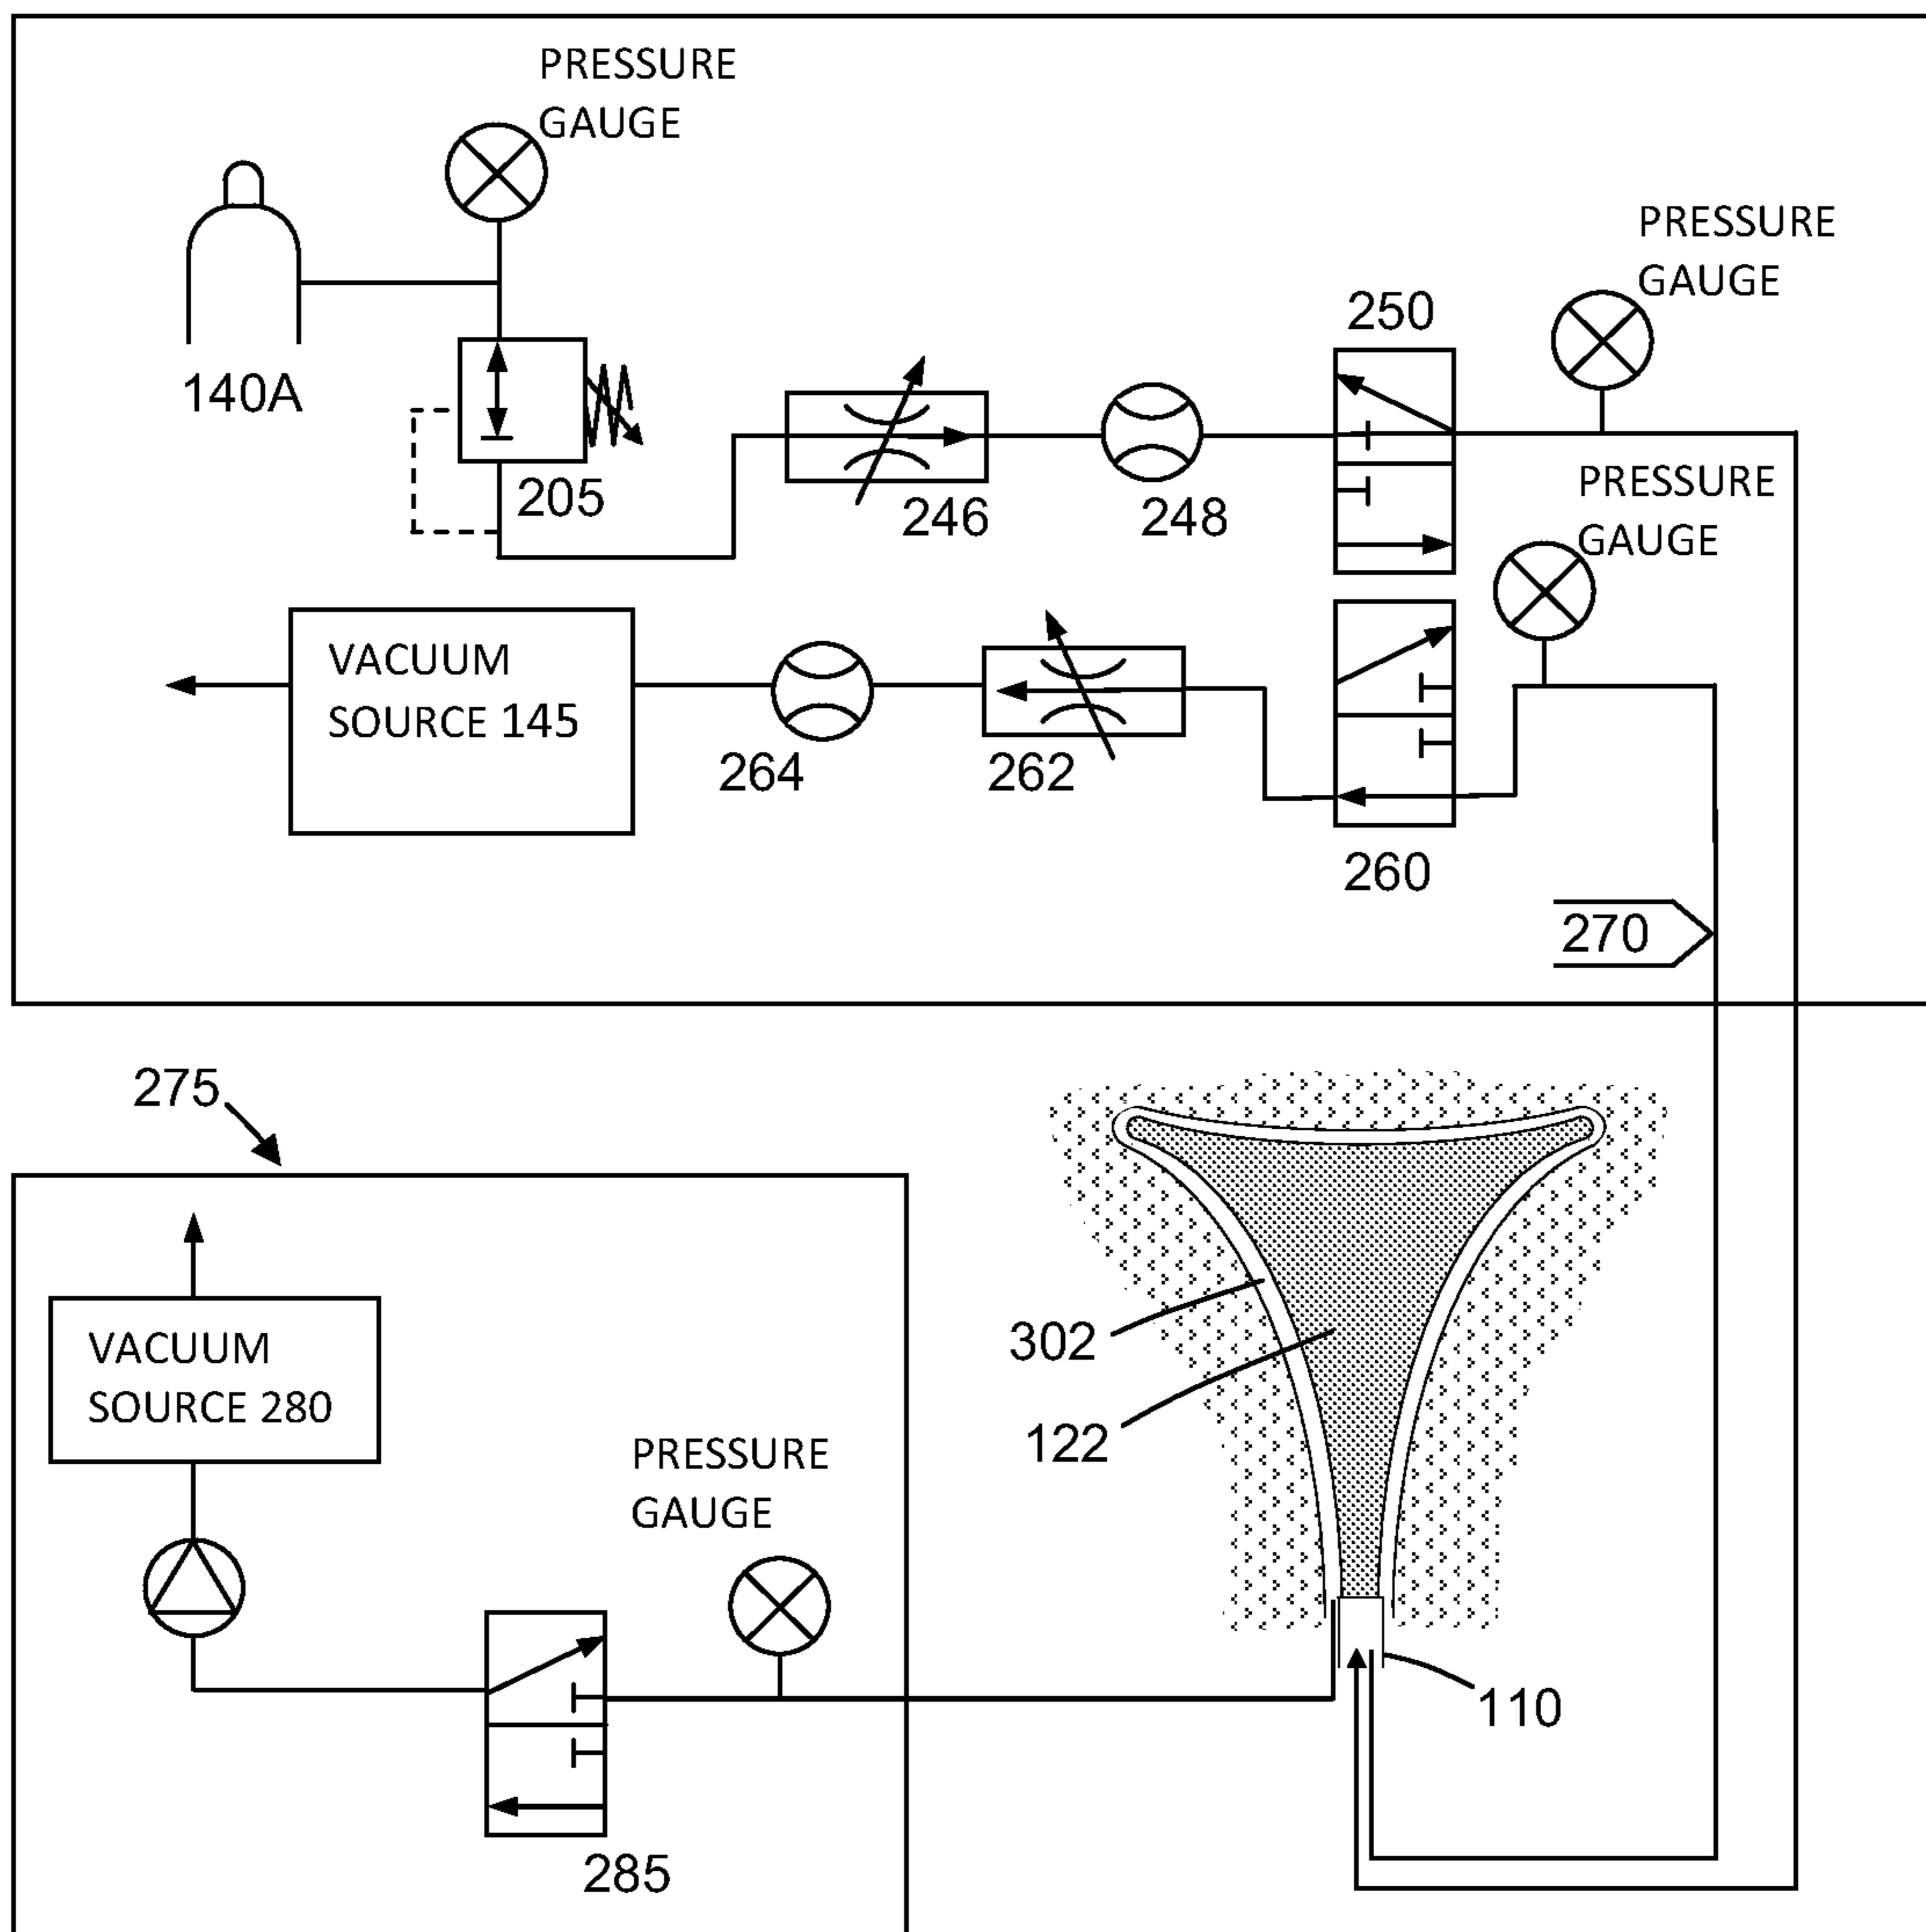 PRESSURE
GAUGE
140A
205
246
248
250
PRESSURE
GAUGE
PRESSURE
GAUGE
VACUUM
SOURCE 145
264
262
260
270
275
VACUUM
SOURCE 280
PRESSURE
GAUGE
285
302
122
110